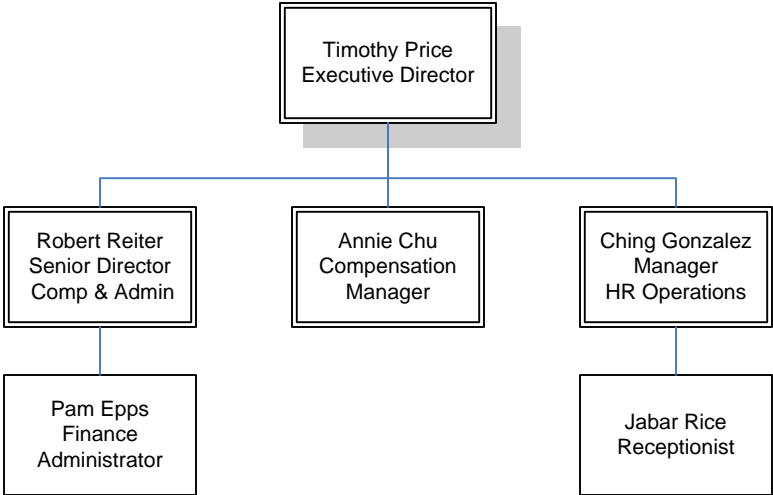 Timothy Price
Executive Director
Robert Reiter
Senior Director
Comp & Admin
Annie Chu
Compensation
Manager
Ching Gonzalez
Manager
HR Operations
Pam Epps
Finance
Administrator
Jabar Rice
Receptionist